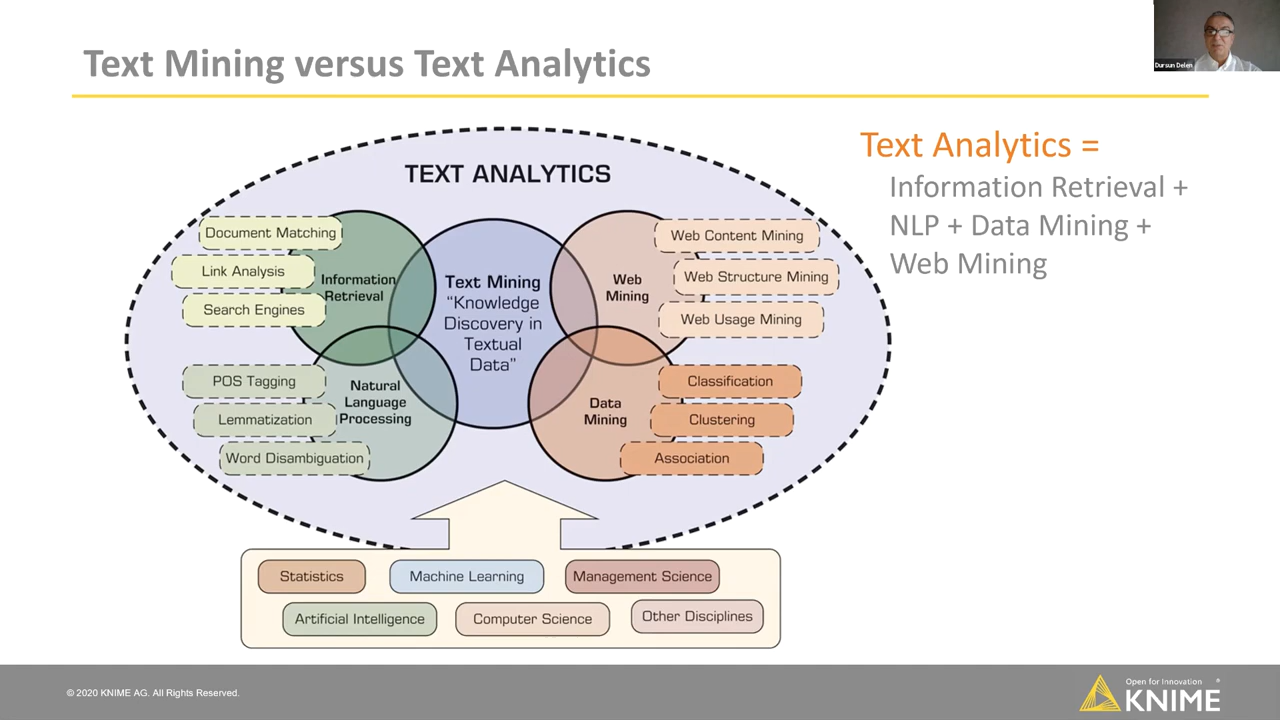 Text Mining versus Text Analytics
Dursun Delen
TEXT ANALYTICS
Document Matching
Link Analysis
Search Engines
Information
Retrieval
POS Tagging
Lemmatization
Word Disambiguation
Natural
Language
Processing
Text Mining
"Knowledge
Discovery in
Textual
Data"
Web
Mining
Web Content Mining
Web Structure Mining
Web Usage Mining
Data
Mining
Classification
Clustering
Association
Statistics
Machine Learning
Management Science
Artificial Intelligence
Computer Science
Other Disciplines
Text Analytics =
Information Retrieval +
NLP + Data Mining +
Web Mining
© 2020 KNIME AG. All Rights Reserved.
Open for Innovation ®
KNIME